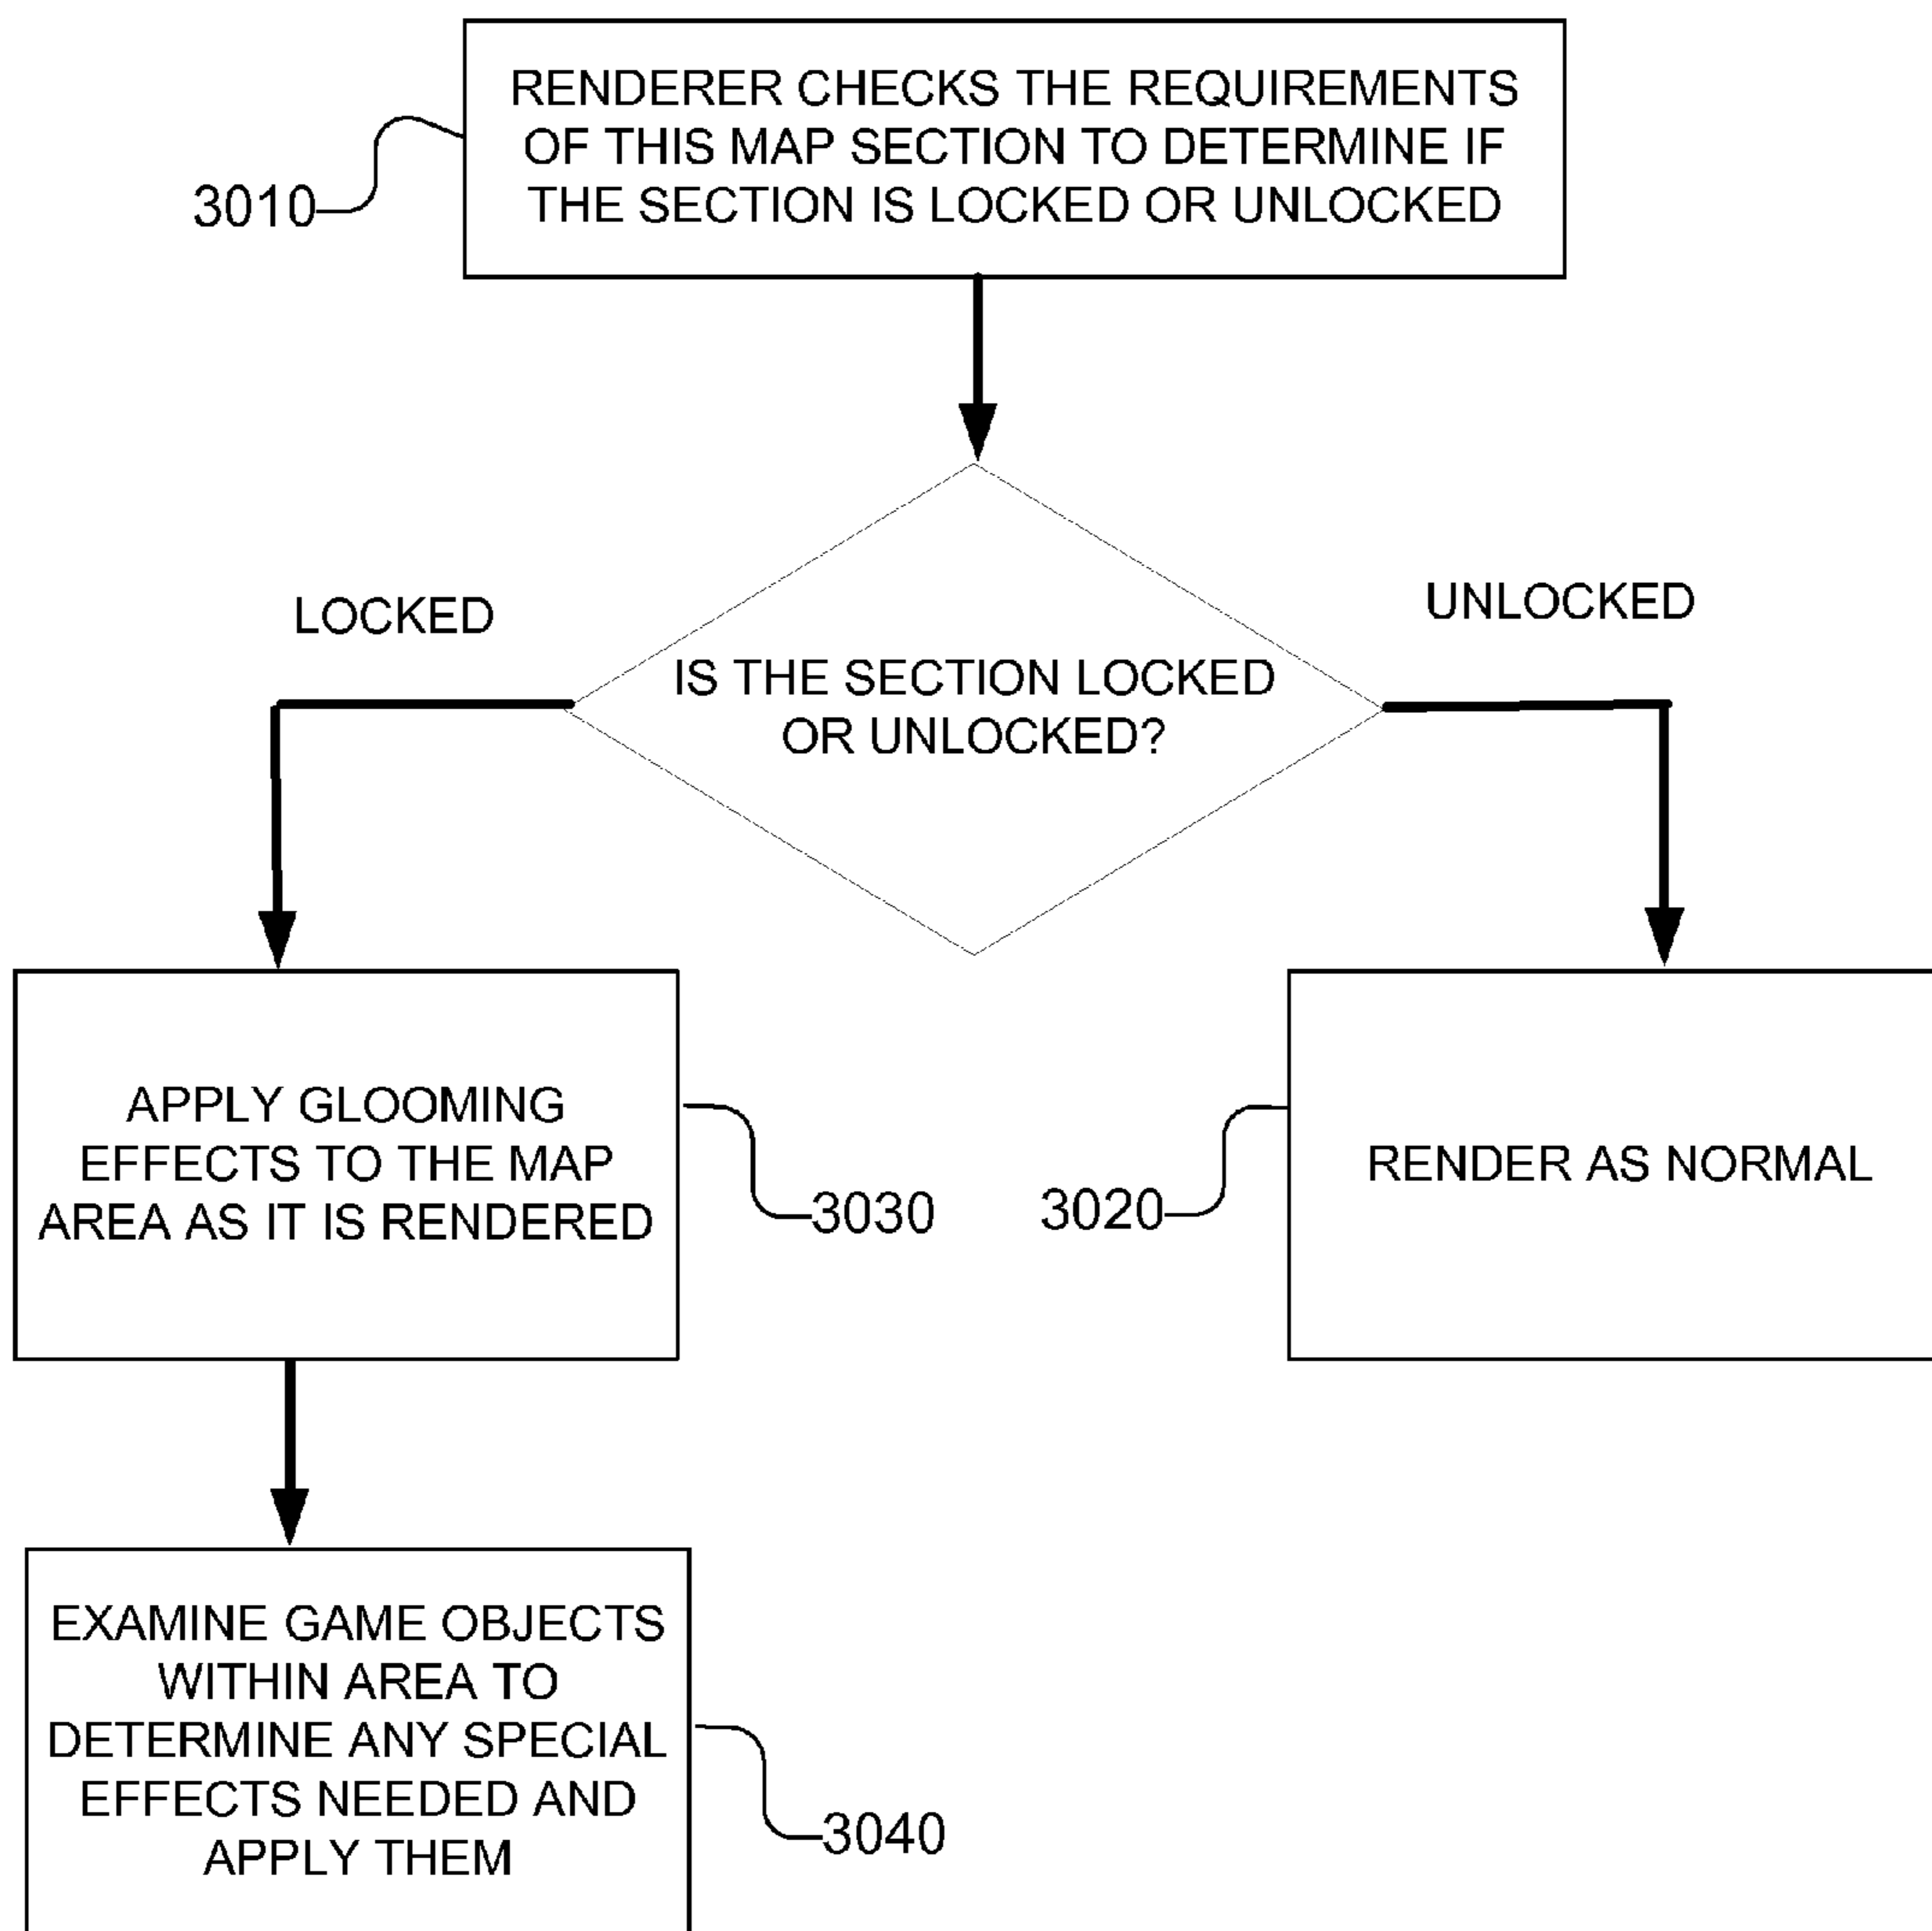 RENDERER CHECKS THE REQUIREMENTS
OF THIS MAP SECTION TO DETERMINE IF
THE SECTION IS LOCKED OR UNLOCKED
3010
LOCKED
UNLOCKED
IS THE SECTION LOCKED
OR UNLOCKED?
APPLY GLOOMING
EFFECTS TO THE MAP
AREA AS IT IS RENDERED
3030
3020
RENDER AS NORMAL
EXAMINE GAME OBJECTS
WITHIN AREA TO
DETERMINE ANY SPECIAL
EFFECTS NEEDED AND
APPLY THEM
3040